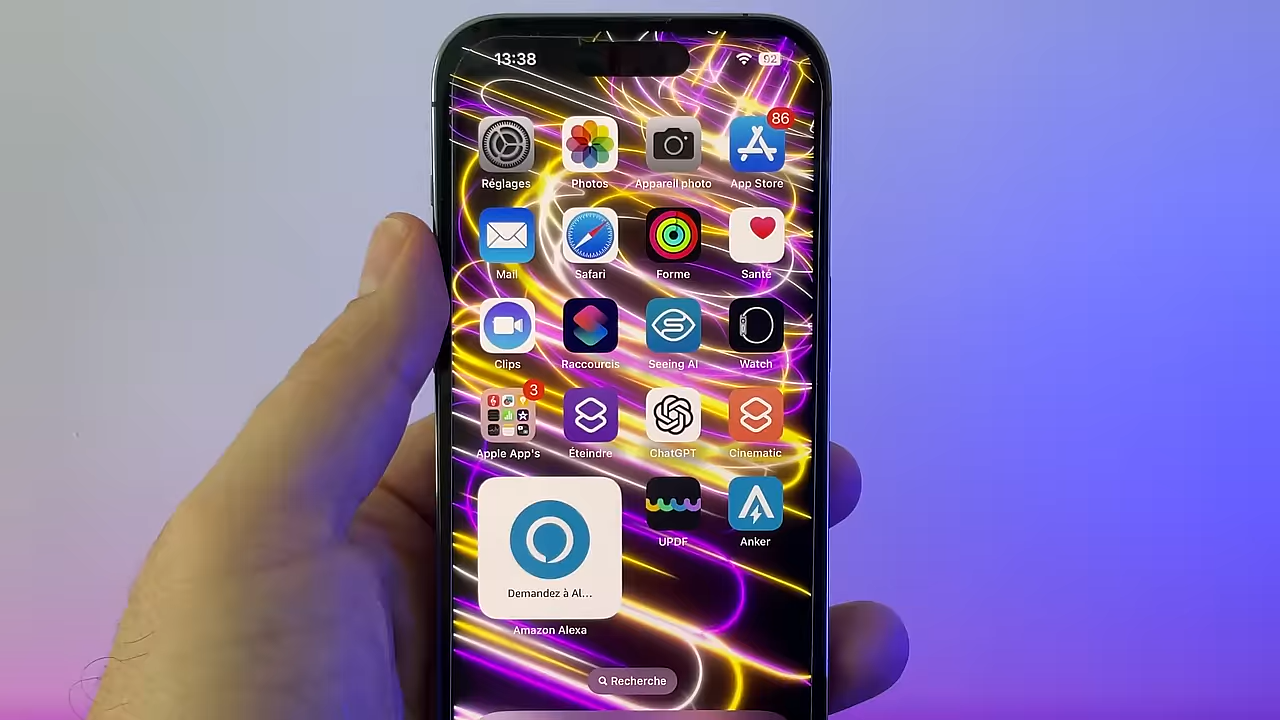 13:38
92
86
Réglages
Photos
Appareil photo
App Store
Mail
Safari
Forme
Santé
Clips
Raccourcis
Seeing AI
Watch
3
Apple App's
Éteindre
ChatGPT
Cinematic
Demandez à Al...
Amazon Alexa
UPDF
Anker
Recherche